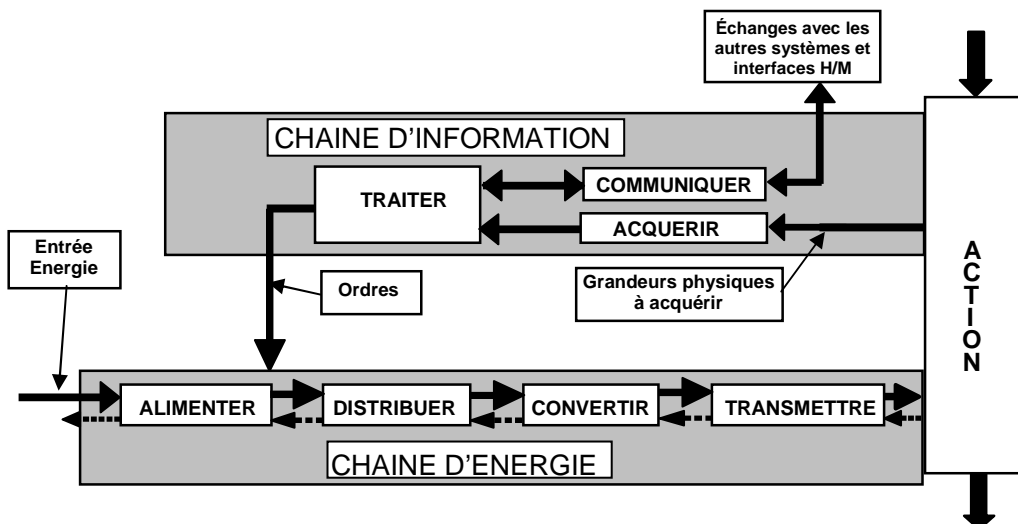 Échanges avec les
autres systèmes et
interfaces H/M
CHAINE D'INFORMATION
TRAITER
COMMUNIQUER
ACQUERIR
Entrée
Energie
Ordres
Grandeurs physiques
à acquérir
ACTION
ALIMENTER
DISTRIBUER
CONVERTIR
TRANSMETTRE
CHAINE D'ENERGIE